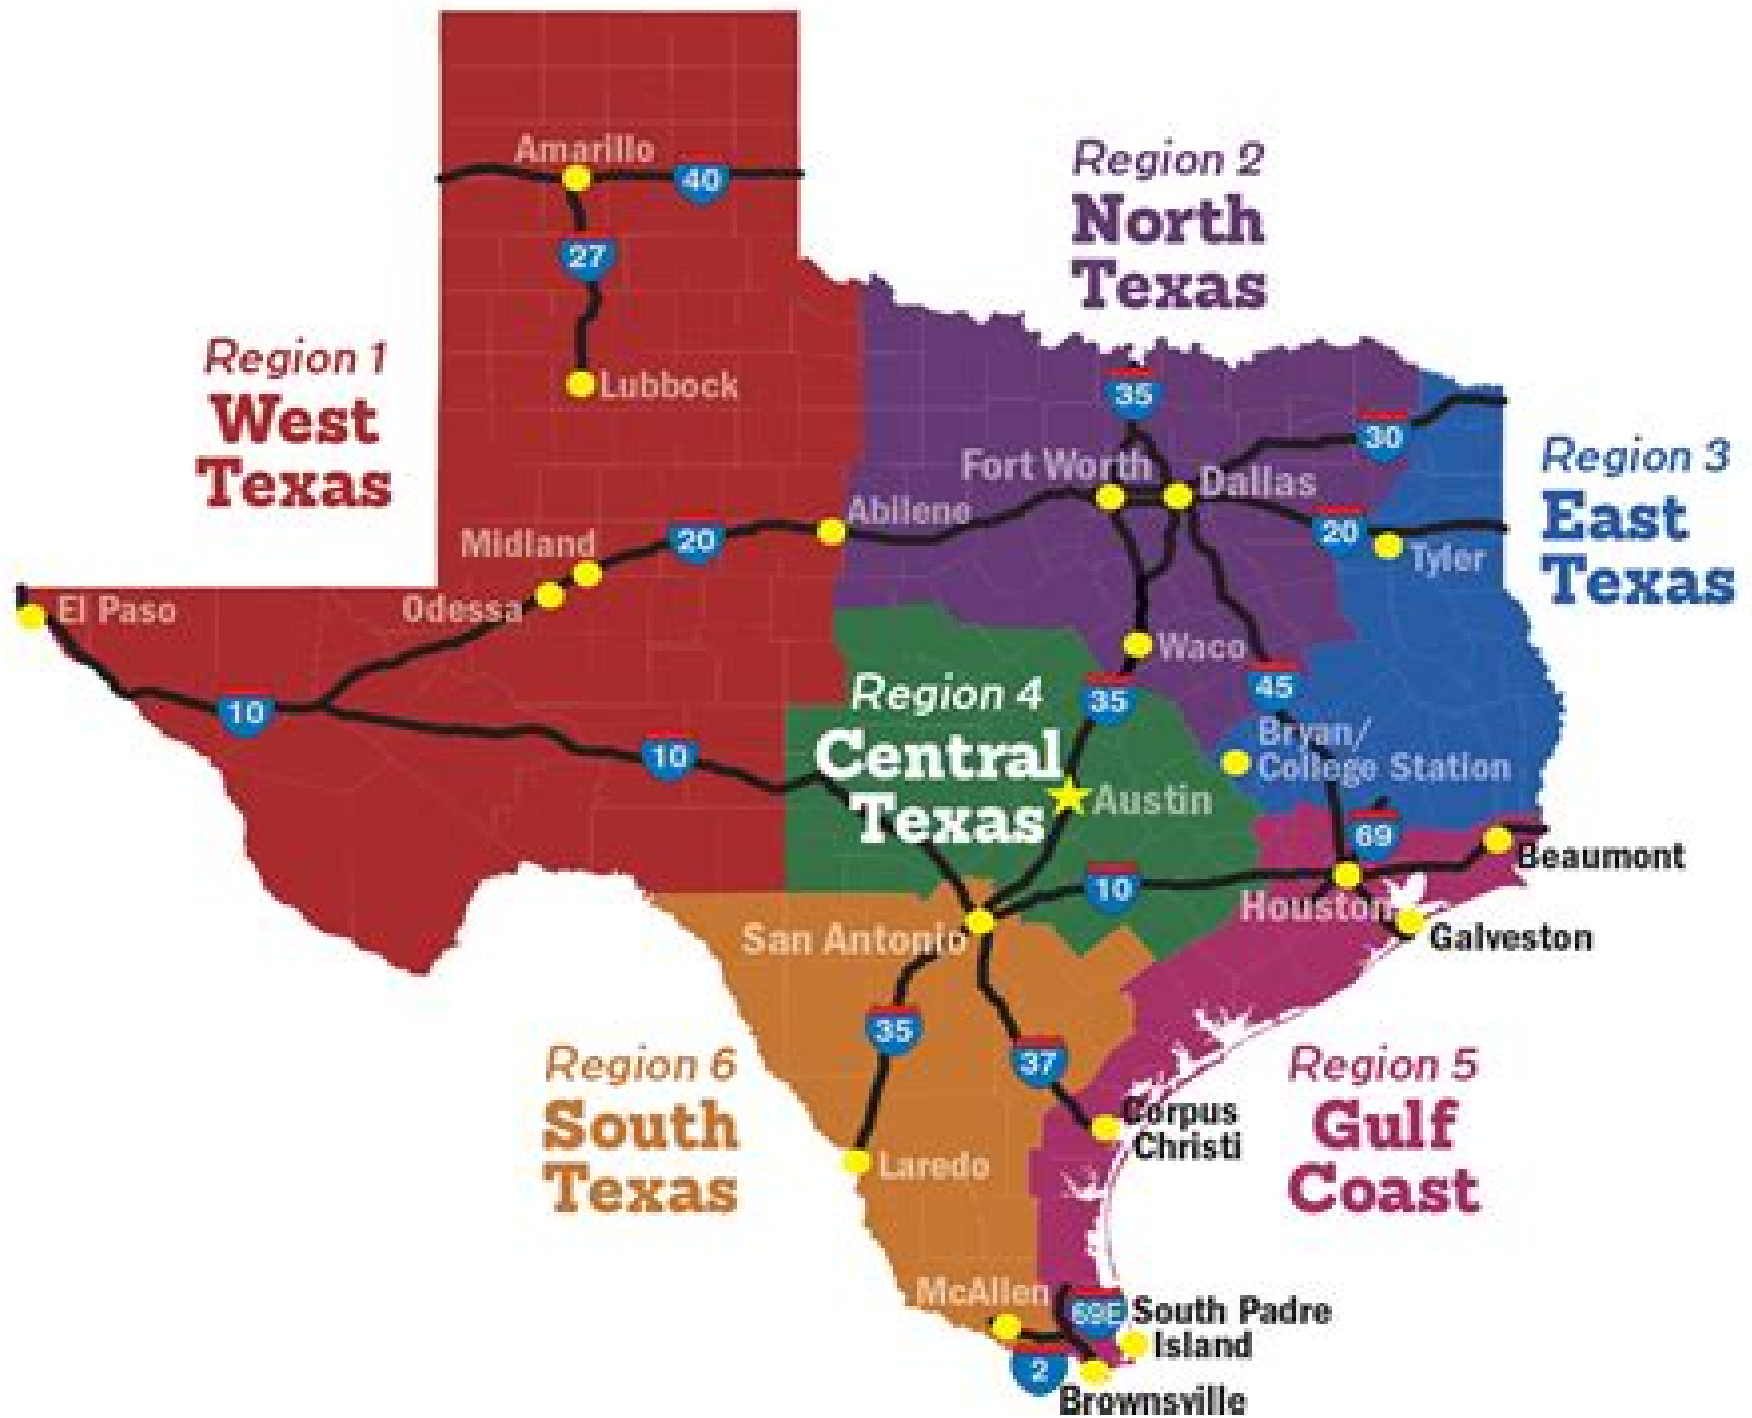 Amarillo
40
27
Lubbock
Region 1
West
Texas
Region 2
North
Texas
35
30
Fort Worth
Dallas
Region 3
East
Texas
Abilene
20
20
Tyler
Midland
Odessa
El Paso
10
10
Waco
35
45
Region 4
Central
Texas
Austin
Bryan/
College Station
69
Beaumont
10
Houston
Galveston
San Antonio
35
37
Region 6
South
Texas
Region 5
Gulf
Coast
Corpus
Christi
Laredo
McAllen
69E
South Padre
Island
2
Brownsville